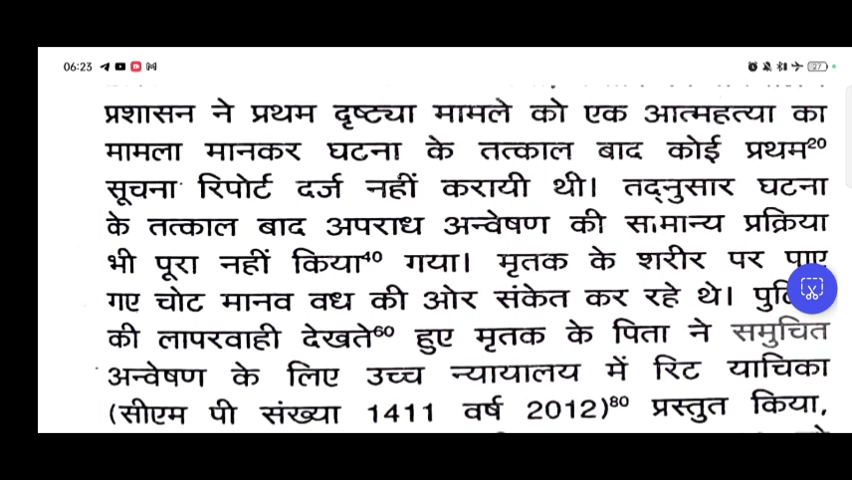 06:23
27
प्रशासन ने प्रथम दृष्ट्या मामले को एक आत्महत्या का
मामला मानकर घटना के तत्काल बाद कोई प्रथम²⁰
सूचना रिपोर्ट दर्ज नहीं करायी थी। तद्नुसार घटना
के तत्काल बाद अपराध अन्वेषण की सामान्य प्रक्रिया
भी पूरा नहीं किया⁴⁰ गया। मृतक के शरीर पर पाए
गए चोट मानव वध की ओर संकेत कर रहे थे।
की लापरवाही देखते⁶⁰ हुए मृतक के पिता ने समुचित
अन्वेषण के लिए उच्च न्यायालय में रिट याचिका
(सीएम पी संख्या 1411 वर्ष 2012)⁸⁰ प्रस्तुत किया,